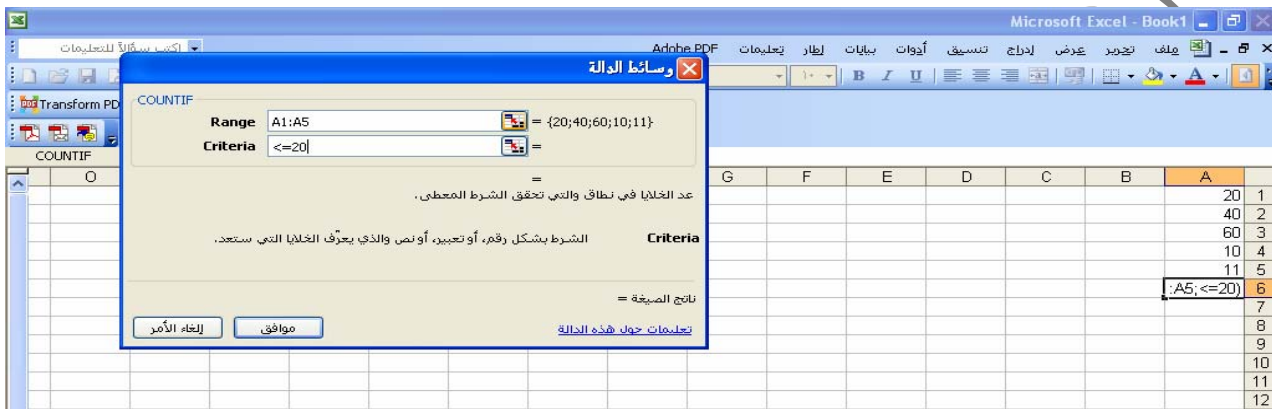 Microsoft Excel - Book1
ملف تحرير عرض إدراج تنسيق أدوات بيانات إطار تعليمات Adobe PDF
اكتب سؤالاً للتعليمات
وسائط الدالة
B I U
A
Transform PD
COUNTIF
Range A1:A5 = {20;40;60;10;11}
Criteria <=20 =
=
عد الخلايا في نطاق والتي تحقق الشرط المعطى.
Criteria الشرط بشكل رقم، أو تعبير، أو نص والذي يعرّف الخلايا التي ستعد.
ناتج الصيغة =
تعليمات حول هذه الدالة
موافق
إلغاء الأمر
COUNTIF
A B C D E F G O
20 1
40 2
60 3
10 4
11 5
:A5;<=20) 6
7
8
9
10
11
12